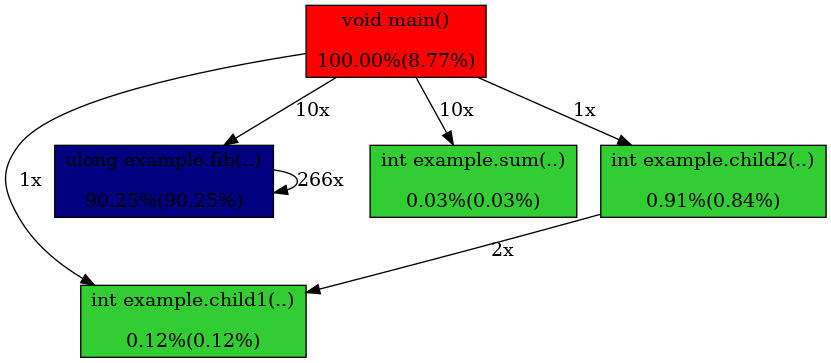 void main()
100.00%(8.77%)
10x
10x
1x
ulong example.fib(..)
90.25%(90.25%)
266x
int example.sum(..)
0.03%(0.03%)
int example.child2(..)
0.91%(0.84%)
1x
2x
int example.child1(..)
0.12%(0.12%)